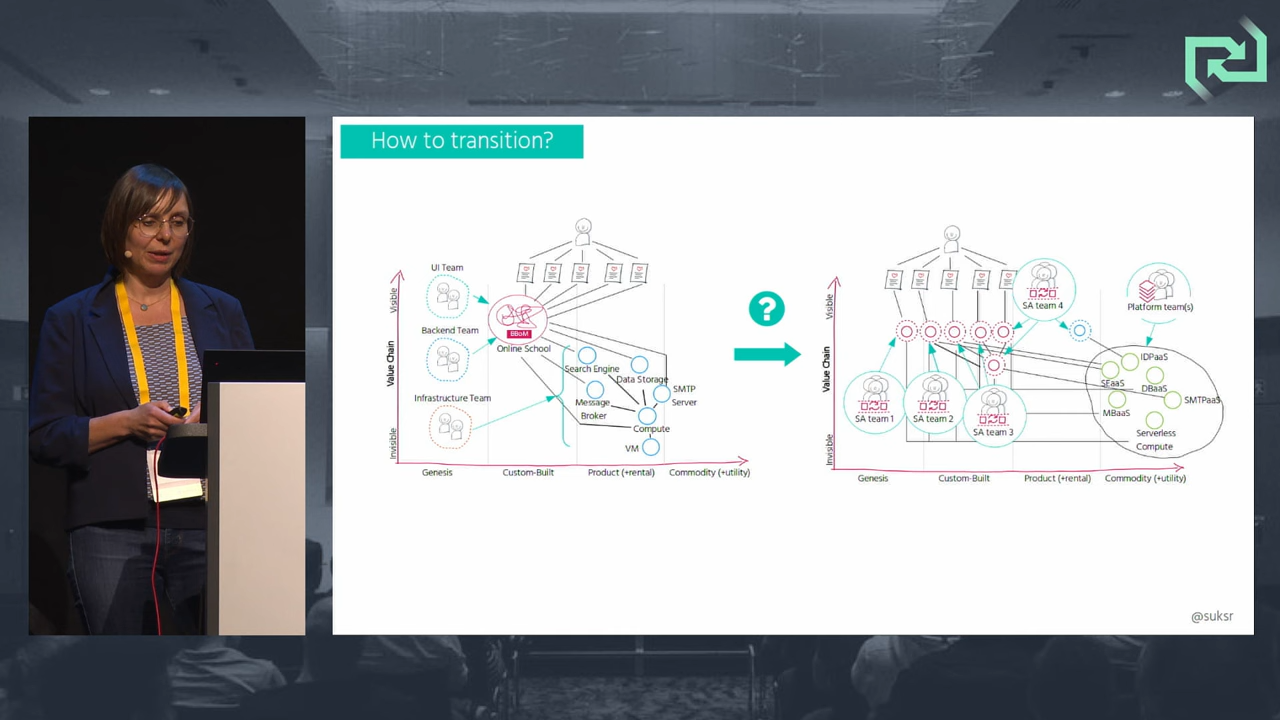 How to transition?
UI Team
Backend Team
Infrastructure Team
Visible
Value Chain
Invisible
BBoM
Online School
Search Engine
Data Storage
SMTP
Server
Message
Broker
Compute
VM
Genesis
Custom-Built
Product (+rental)
Commodity (+utility)
?
Visible
Value Chain
Invisible
SA team 4
Platform team(s)
SA team 1
SA team 2
SA team 3
IDPaaS
SEaaS
DBaaS
MBaaS
SMTPaaS
Serverless
Compute
Genesis
Custom-Built
Product (+rental)
Commodity (+utility)
@suksr